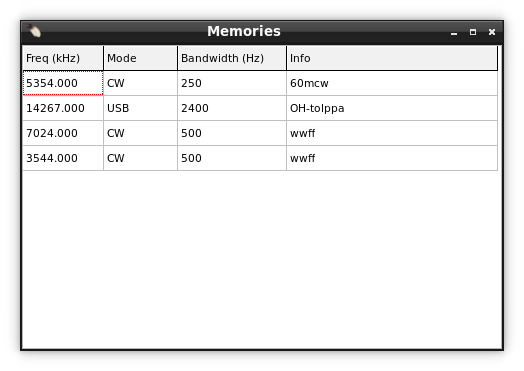 Memories
Freq (kHz) Mode Bandwidth (Hz) Info
5354.000 CW 250 60mcw
14267.000 USB 2400 OH-tolppa
7024.000 CW 500 wwff
3544.000 CW 500 wwff